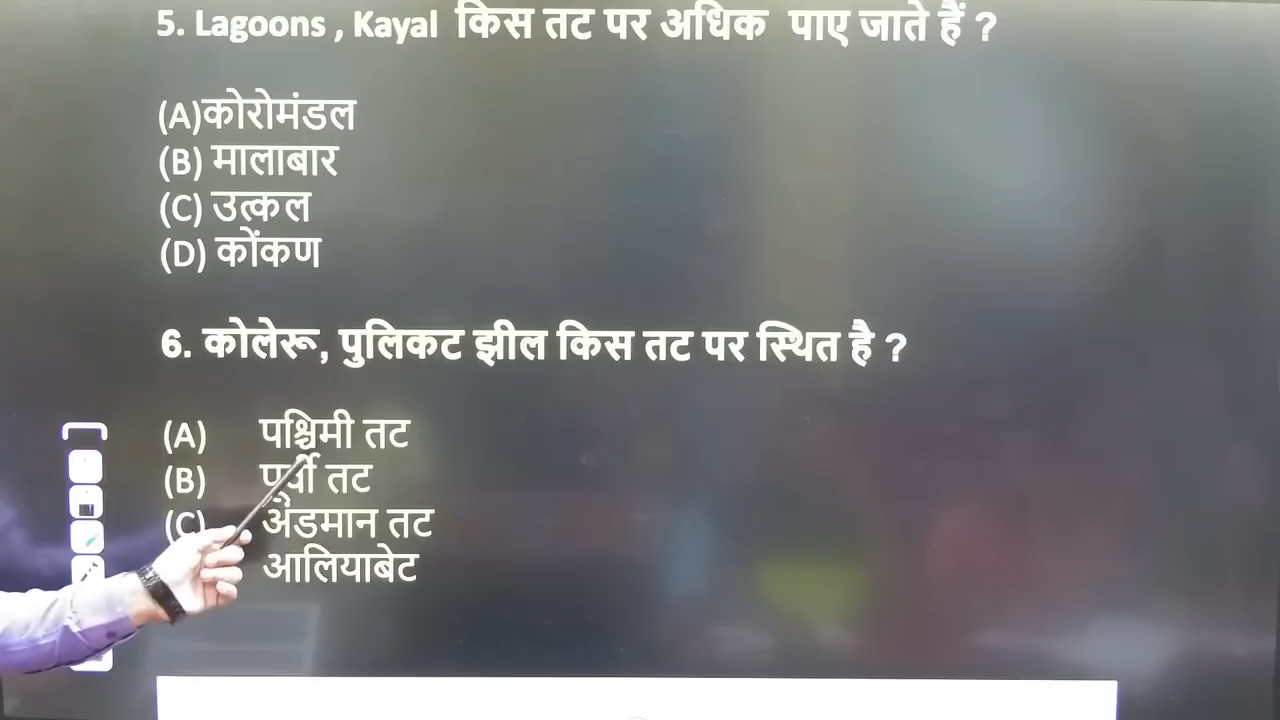 5. Lagoons , Kayal किस तट पर अधिक पाए जाते हैं ?
(A)कोरोमंडल
(B) मालाबार
(C) उत्कल
(D) कोंकण
6. कोलेरू, पुलिकट झील किस तट पर स्थित है ?
(A) पश्चिमी तट
(B) पूर्वी तट
(C) अंडमान तट
आलियाबेट